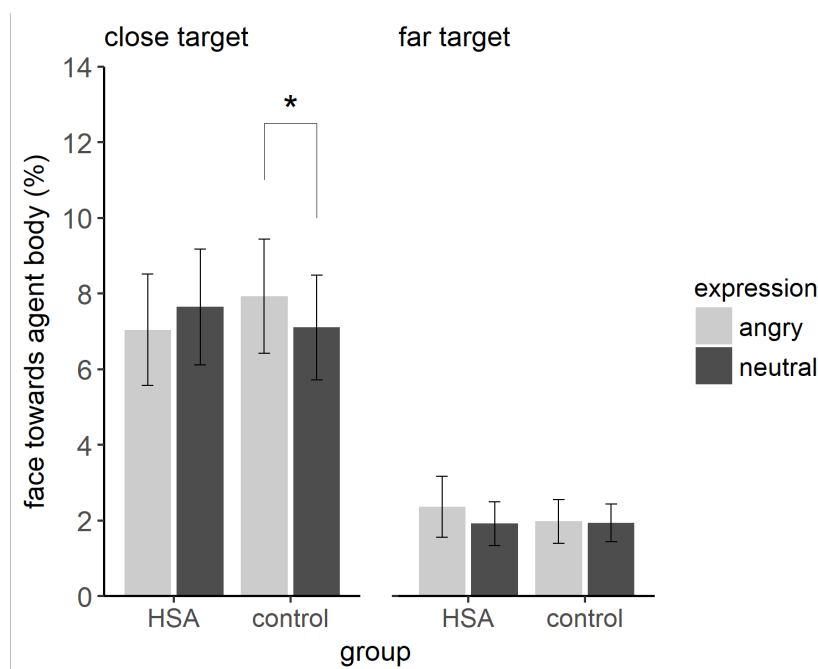 close target
far target
14
12
10
8
6
4
2
0
*
face towards agent body (%)
HSA
control
HSA
control
group
expression
angry
neutral